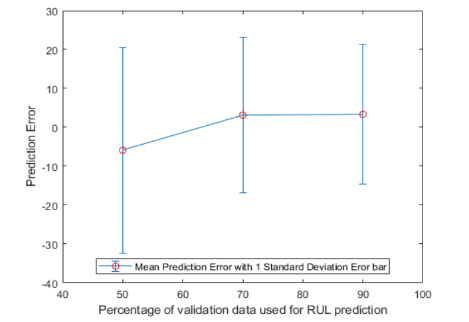 30
20
10
0
-10
-20
-30
-40
Prediction Error
Mean Prediction Error with 1 Standard Deviation Eror bar
40 50 60 70 80 90 100
Percentage of validation data used for RUL prediction